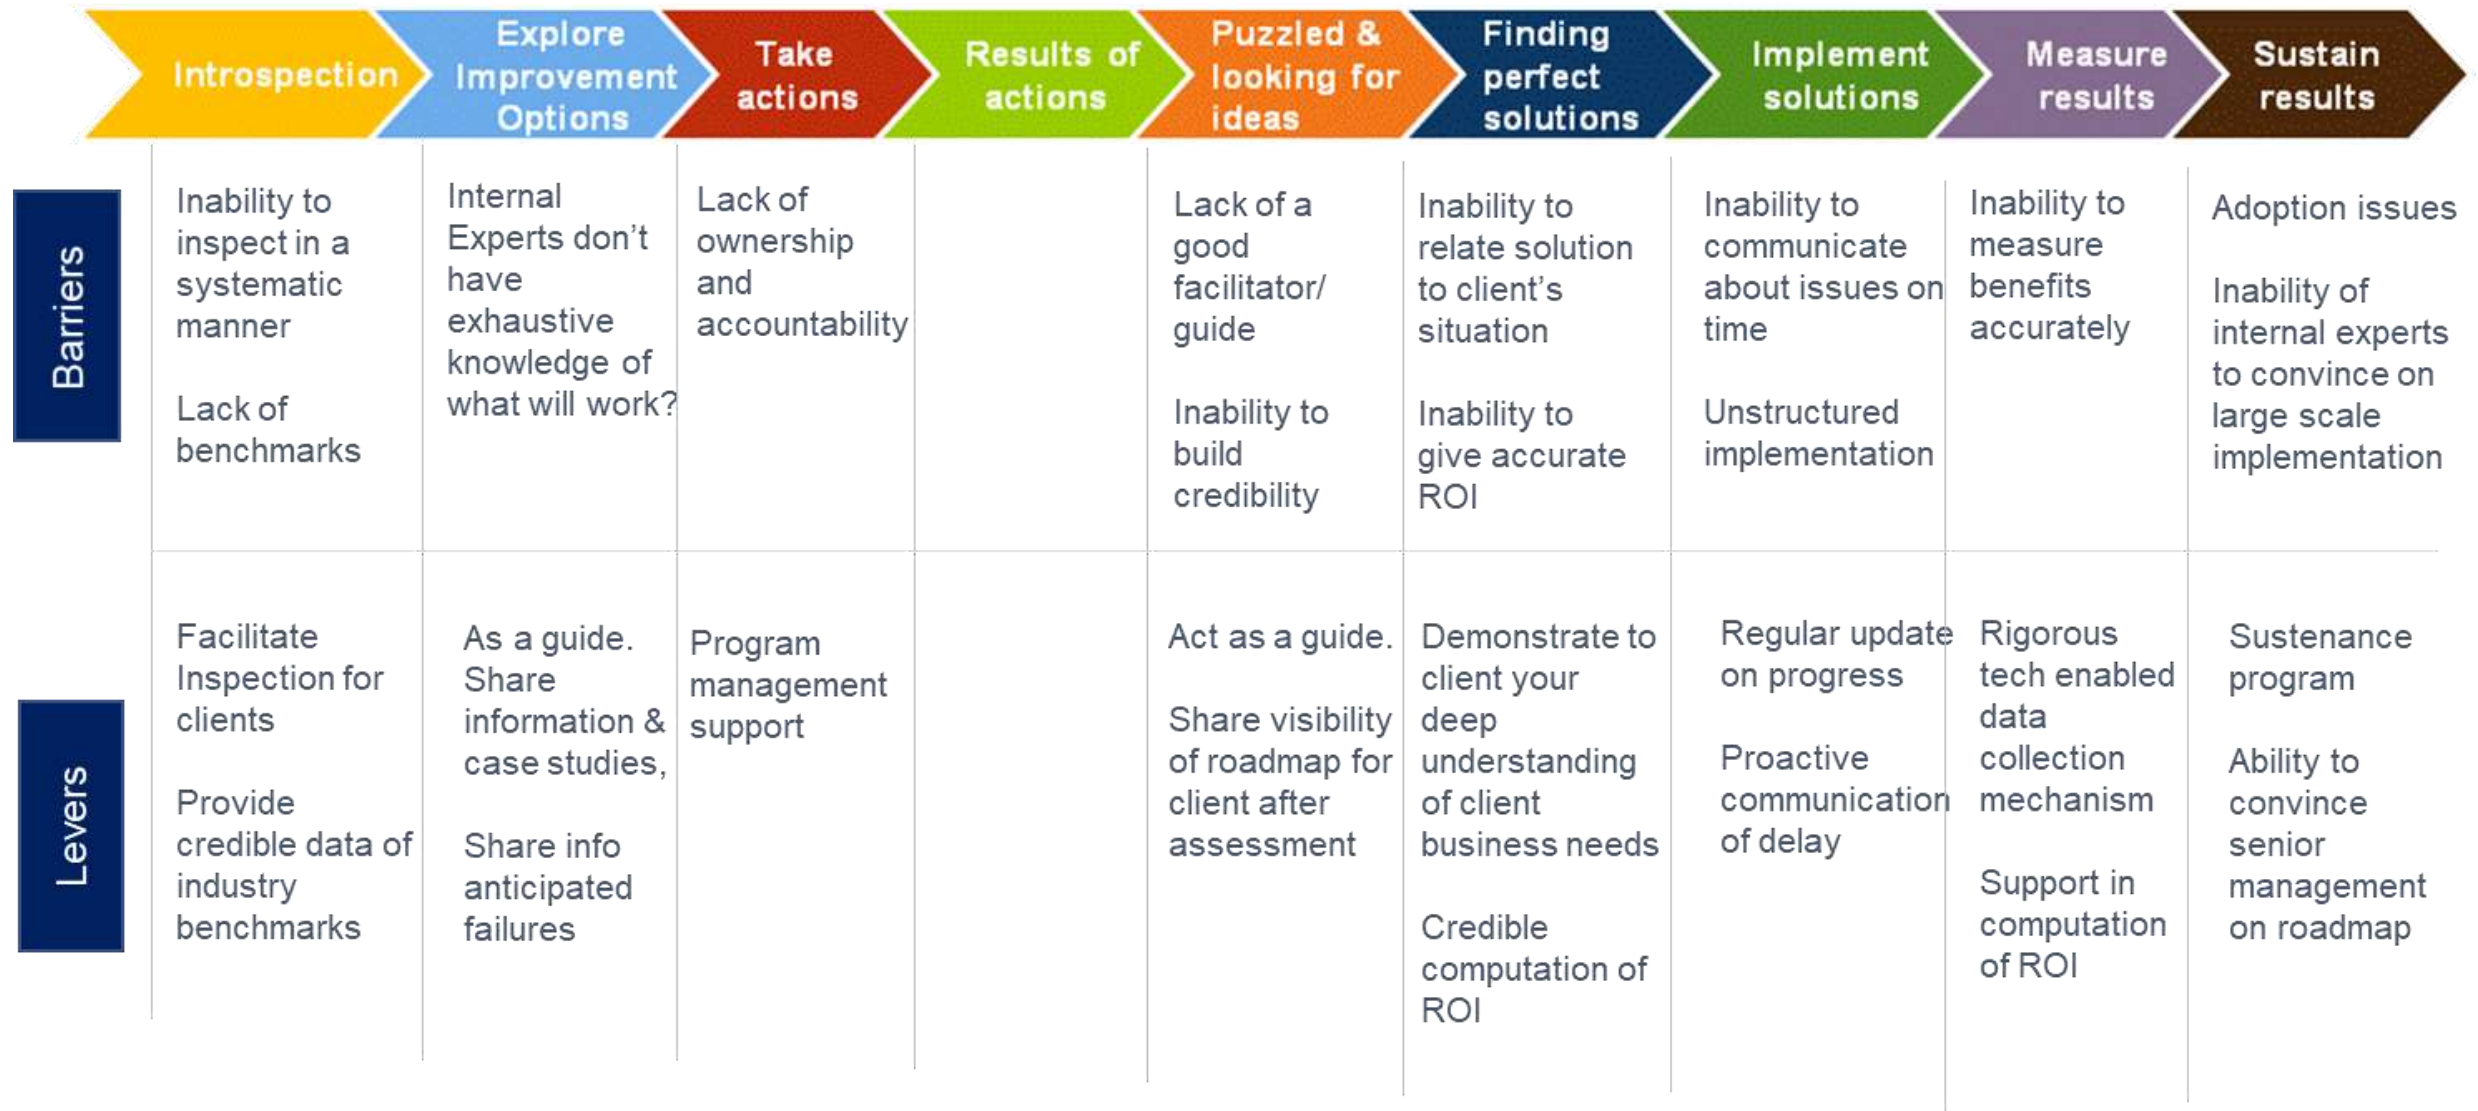 Introspection
Explore
Improvement
Options
Take
actions
Results of
actions
Puzzled &
looking for
ideas
Finding
perfect
solutions
Implement
solutions
Measure
results
Sustain
results
Barriers
Inability to
inspect in a
systematic
manner
Lack of
benchmarks
Internal
Experts don’t
have
exhaustive
knowledge of
what will work?
Lack of
ownership
and
accountability
Lack of a
good
facilitator/
guide
Inability to
build
credibility
Inability to
relate solution
to client’s
situation
Inability to
give accurate
ROI
Inability to
communicate
about issues on
time
Unstructured
implementation
Inability to
measure
benefits
accurately
Adoption issues
Inability of
internal experts
to convince on
large scale
implementation
Levers
Facilitate
Inspection for
clients
Provide
credible data of
industry
benchmarks
As a guide.
Share
information &
case studies,
Share info
anticipated
failures
Program
management
support
Act as a guide.
Share visibility
of roadmap for
client after
assessment
Demonstrate to
client your
deep
understanding
of client
business needs
Credible
computation of
ROI
Regular update
on progress
Proactive
communication
of delay
Rigorous
tech enabled
data
collection
mechanism
Support in
computation
of ROI
Sustenance
program
Ability to
convince
senior
management
on roadmap